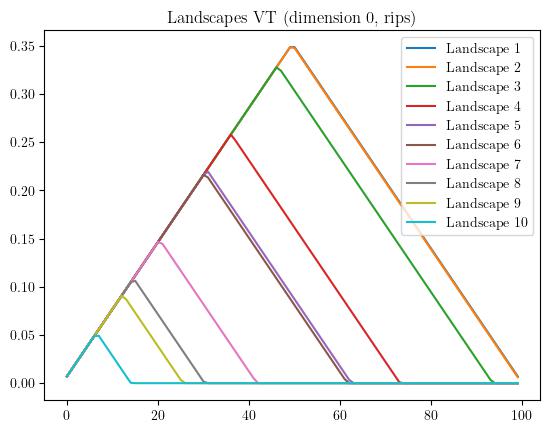 Landscapes VT (dimension 0, rips)
0.35
0.30
0.25
0.20
0.15
0.10
0.05
0.00
0
20
40
60
80
100
Landscape 1
Landscape 2
Landscape 3
Landscape 4
Landscape 5
Landscape 6
Landscape 7
Landscape 8
Landscape 9
Landscape 10